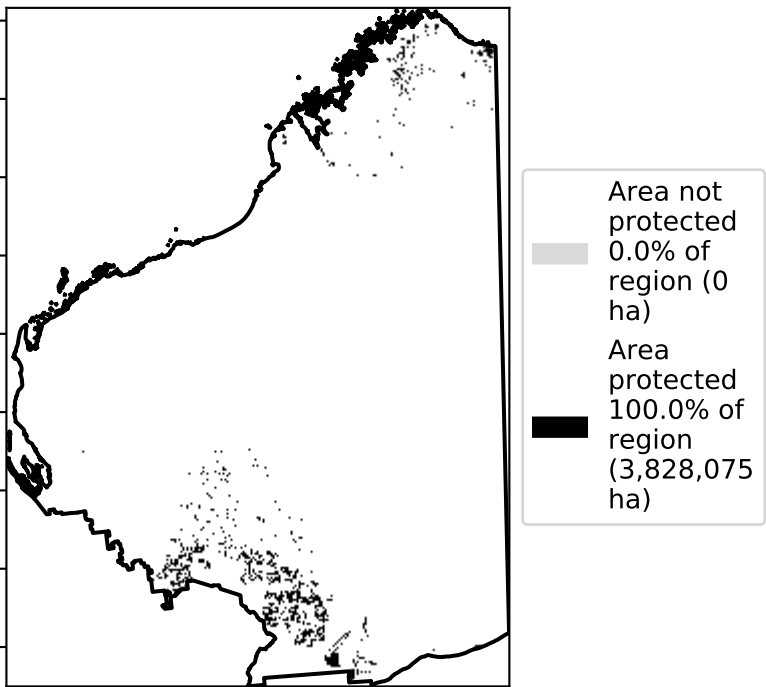 Area not
protected
0.0% of
region (0
ha)
Area
protected
100.0% of
region
(3,828,075
ha)